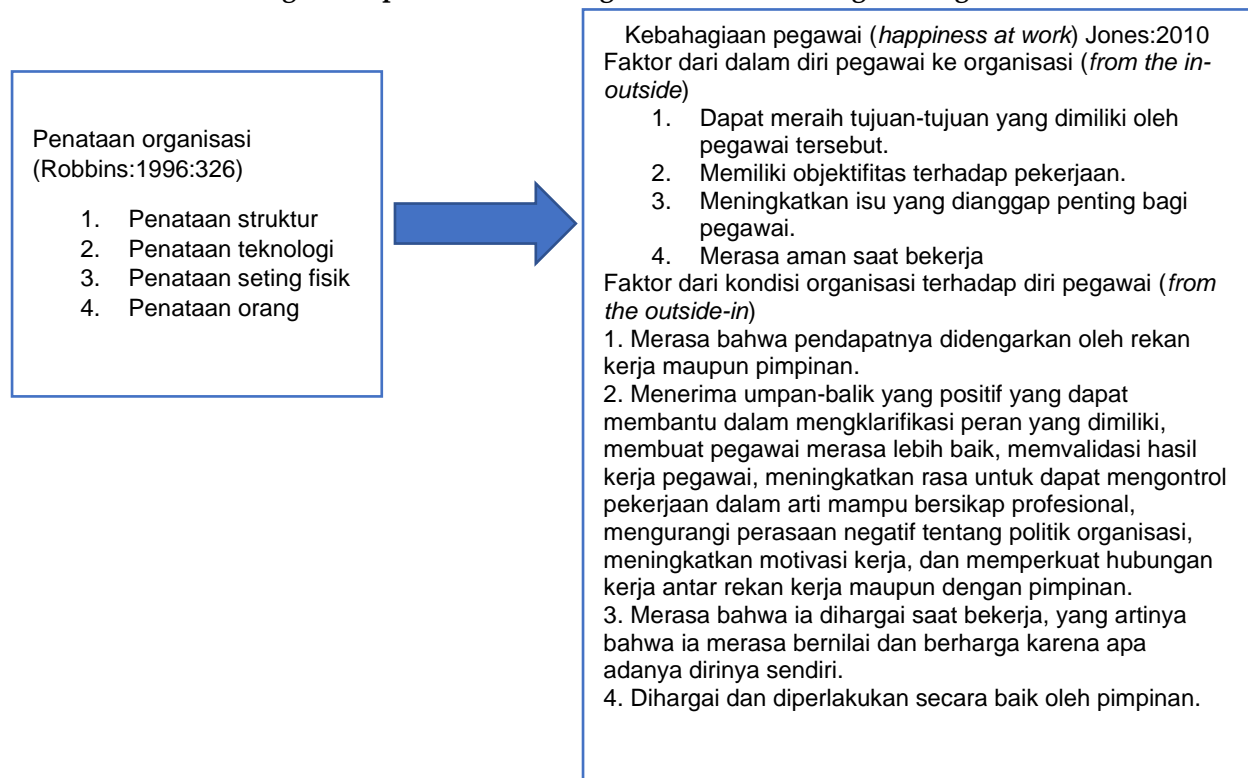 Penataan organisasi
(Robbins:1996:326)
1. Penataan struktur
2. Penataan teknologi
3. Penataan seting fisik
4. Penataan orang
Kebahagiaan pegawai (happiness at work) Jones:2010
Faktor dari dalam diri pegawai ke organisasi (from the in-
outside)
1. Dapat meraih tujuan-tujuan yang dimiliki oleh
pegawai tersebut.
2. Memiliki objektifitas terhadap pekerjaan.
3. Meningkatkan isu yang dianggap penting bagi
pegawai.
4. Merasa aman saat bekerja
Faktor dari kondisi organisasi terhadap diri pegawai (from
the outside-in)
1. Merasa bahwa pendapatnya didengarkan oleh rekan
kerja maupun pimpinan.
2. Menerima umpan-balik yang positif yang dapat
membantu dalam mengklarifikasi peran yang dimiliki,
membuat pegawai merasa lebih baik, memvalidasi hasil
kerja pegawai, meningkatkan rasa untuk dapat mengontrol
pekerjaan dalam arti mampu bersikap profesional,
mengurangi perasaan negatif tentang politik organisasi,
meningkatkan motivasi kerja, dan memperkuat hubungan
kerja antar rekan kerja maupun dengan pimpinan.
3. Merasa bahwa ia dihargai saat bekerja, yang artinya
bahwa ia merasa bernilai dan berharga karena apa
adanya dirinya sendiri.
4. Dihargai dan diperlakukan secara baik oleh pimpinan.